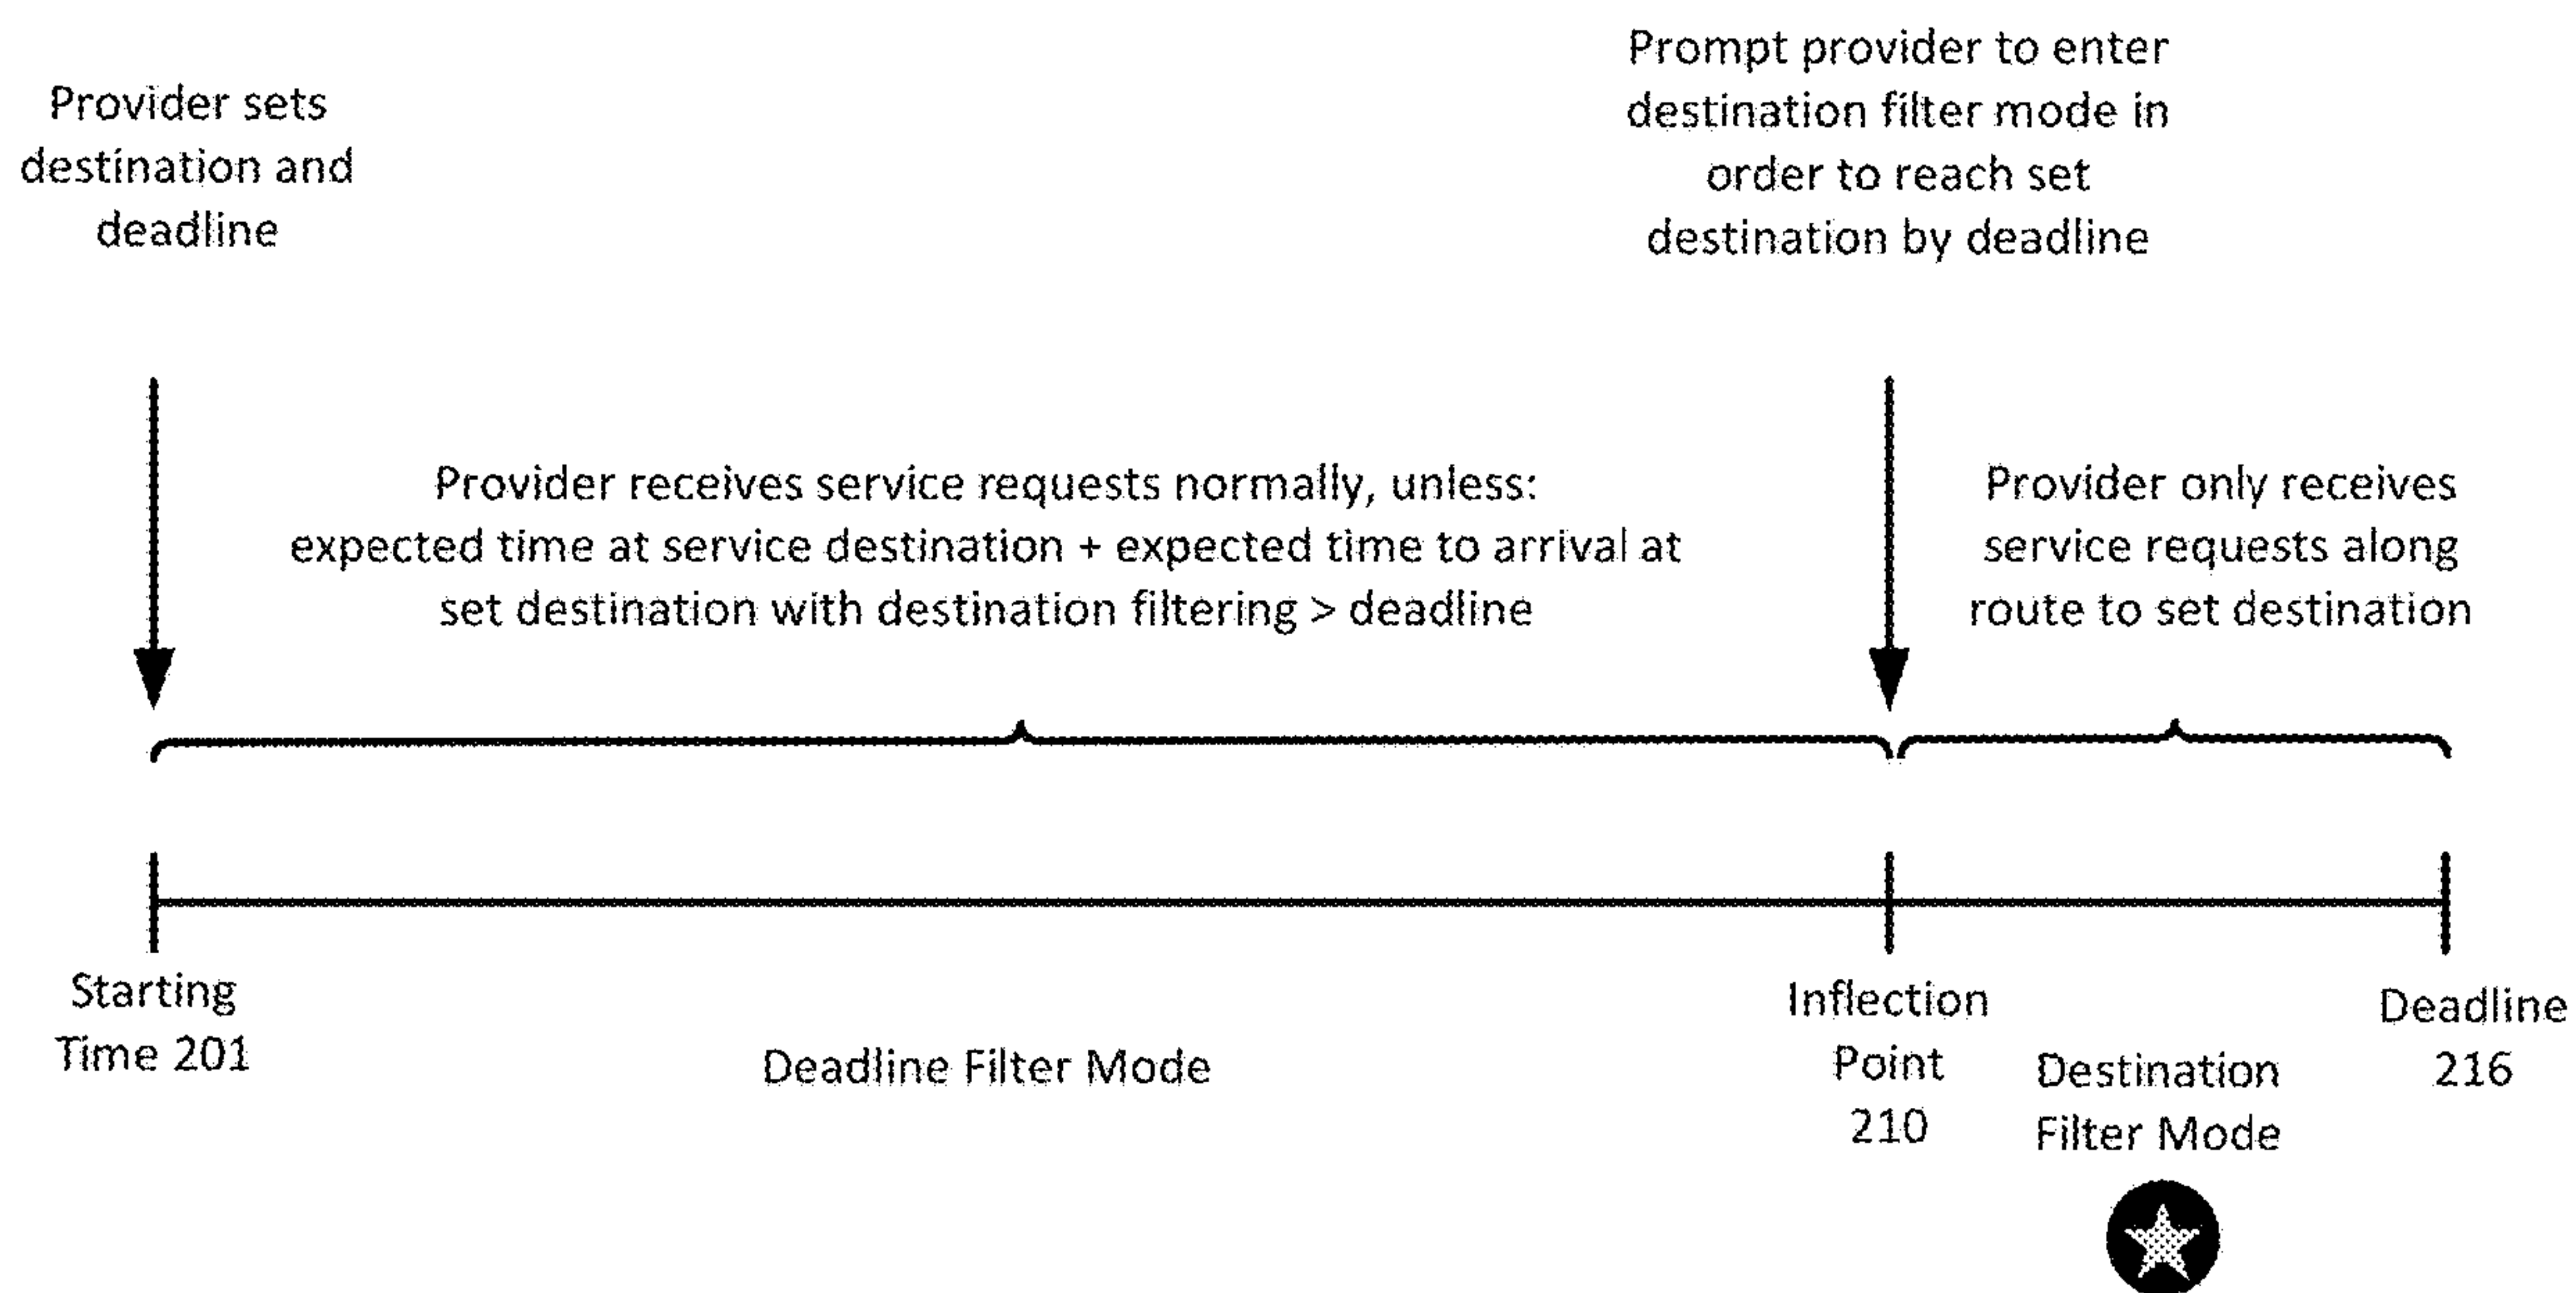 Provider sets
destination and
deadline
Prompt provider to enter
destination filter mode in
order to reach set
destination by deadline
Provider receives service requests normally, unless:
expected time at service destination + expected time to arrival at
set destination with destination filtering > deadline
Provider only receives
service requests along
route to set destination
Starting
Time 201
Deadline Filter Mode
Inflection
Point
210
Destination
Filter Mode
Deadline
216